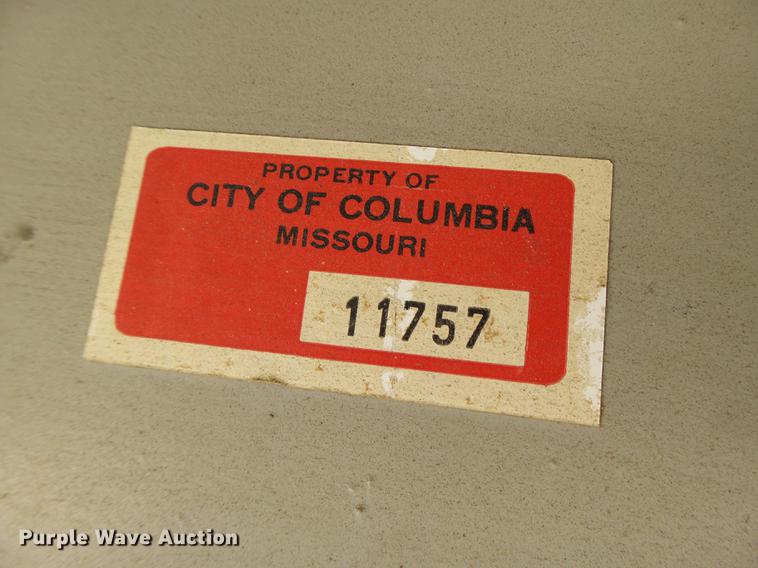 PROPERTY OF
CITY OF COLUMBIA
MISSOURI
11757
Purple Wave Auction